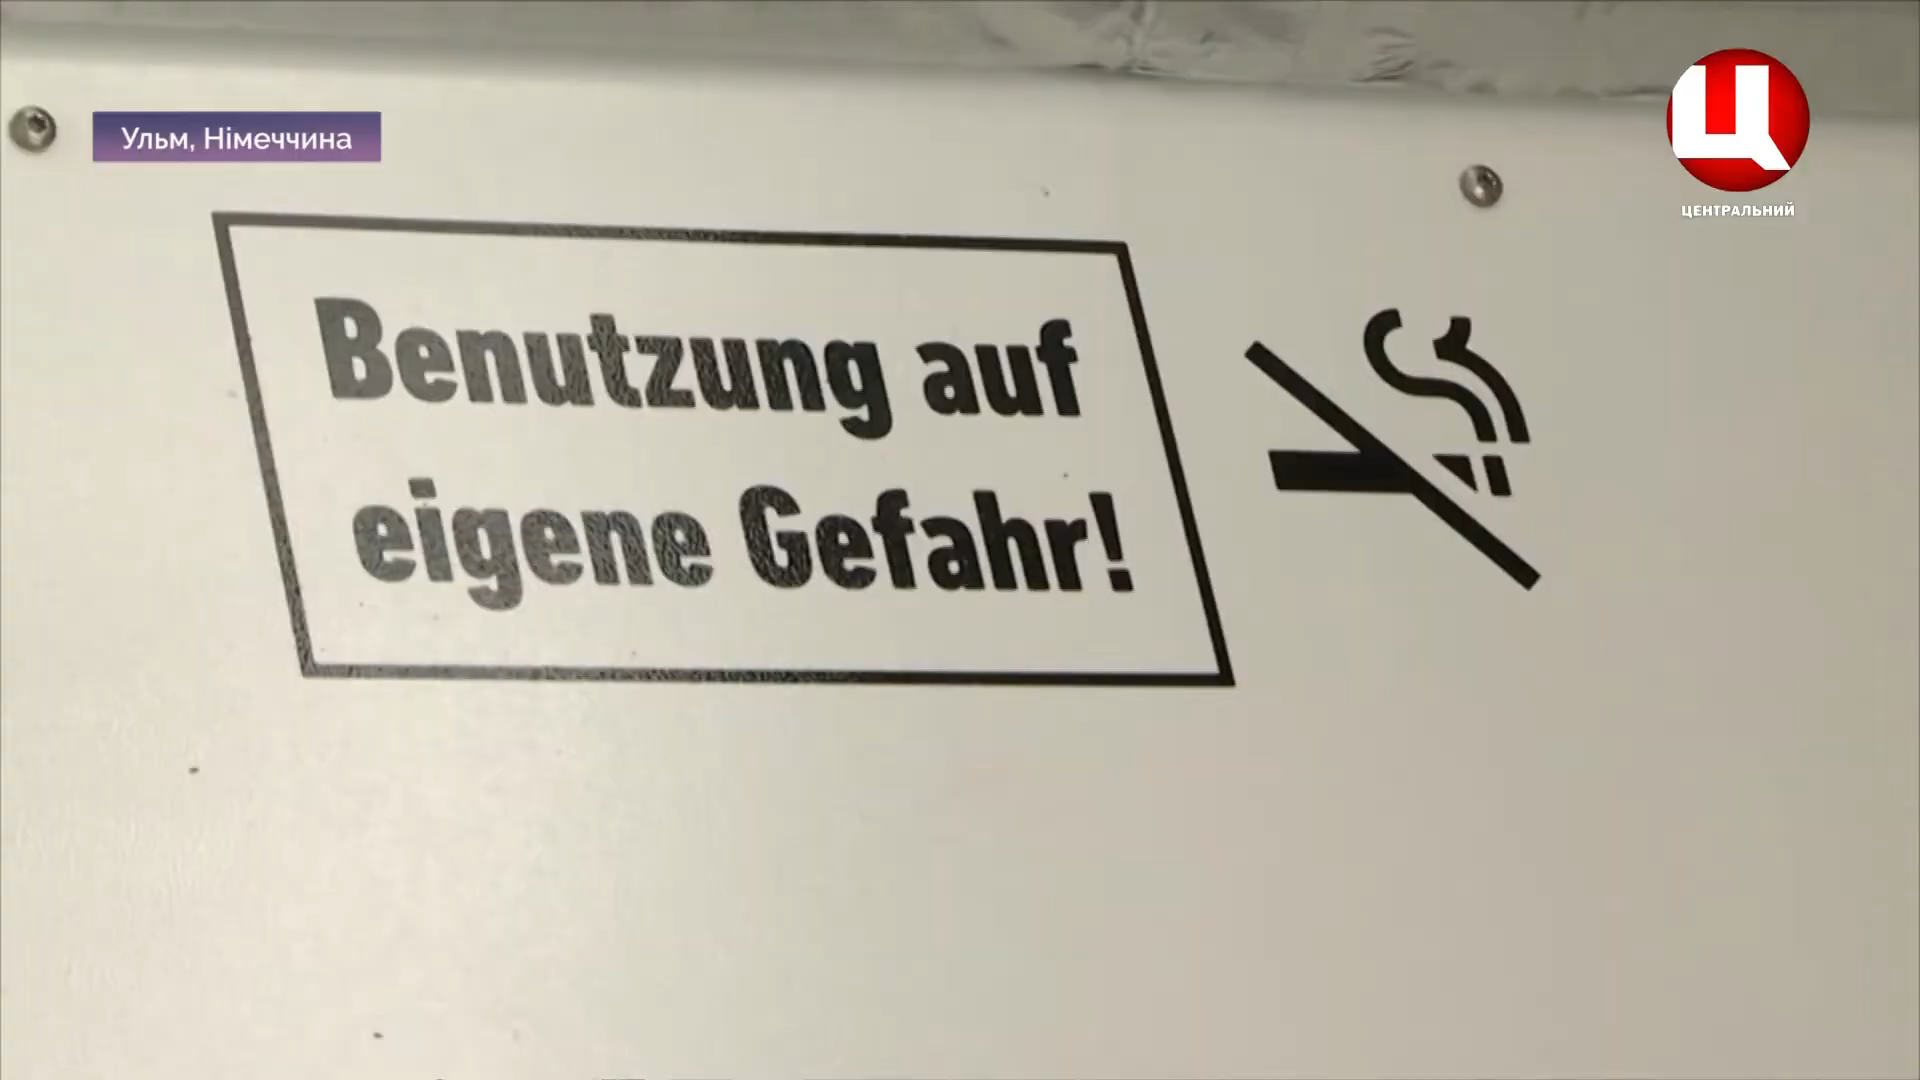 Ульм, Німеччина
Ц
ЦЕНТРАЛЬНИЙ
Benutzung auf
eigene Gefahr!